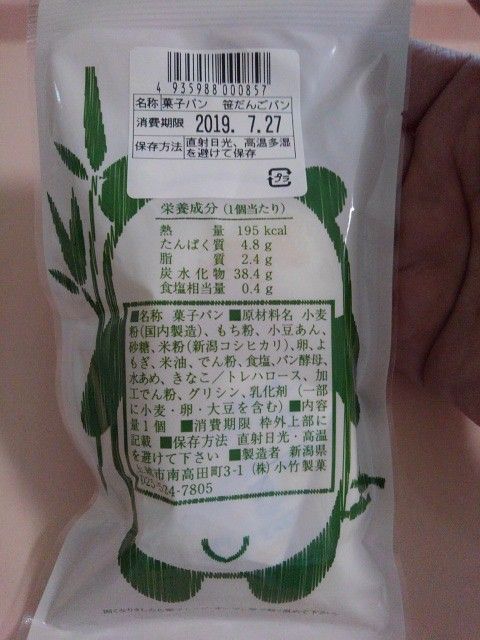 4 935988 000857
名称 菓子パン 笹だんごパン
消費期限 2019. 7.27
保存方法 直射日光、高温多湿
を避けて保存
プラ
栄養成分(1個当たり)
熱量 195 kcal
たんぱく質 4.8 g
脂質 2.4 g
炭水化物 38.4 g
食塩相当量 0.4 g
■名称 菓子パン ■原材料名 小麦
粉(国内製造)、もち粉、小豆あん、
砂糖、米粉(新潟コシヒカリ)、卵、よ
もぎ、米油、でん粉、食塩、パン酵母、
水あめ、きなこ/トレハロース、加
工でん粉、グリシン、乳化剤 (一部
に小麦・卵・大豆を含む) ■内容
量1個 ■消費期限 枠外上部に
記載 ■保存方法 直射日光・高温
を避けて下さい ■製造者 新潟県
市南高田町3-1 (株)小竹製菓
025-524-7805